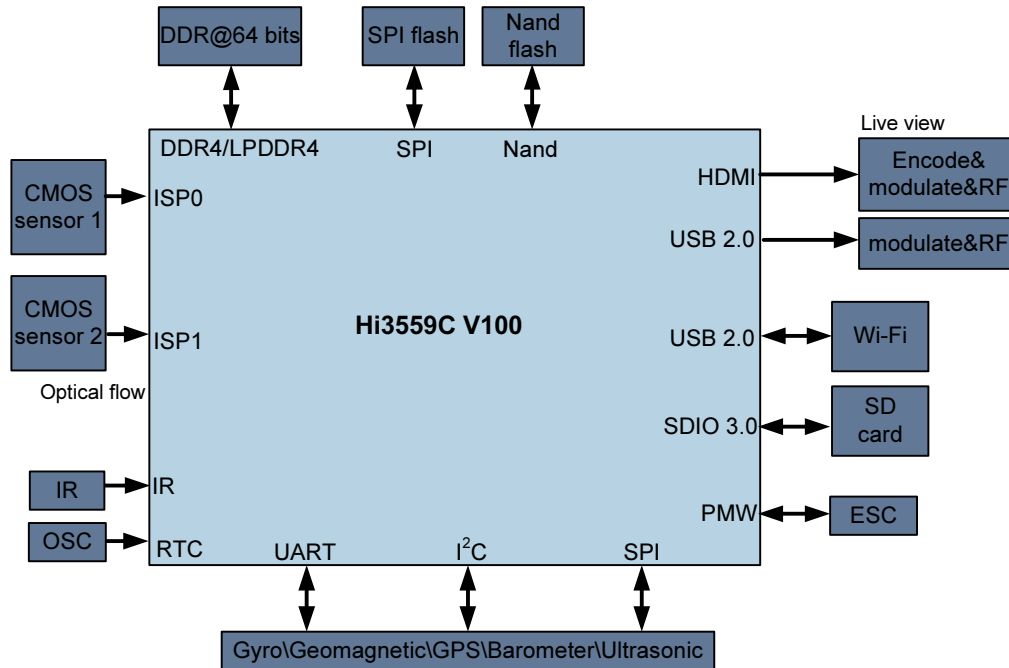 DDR@64 bits
SPI flash
Nand
flash
DDR4/LPDDR4
SPI
Nand
Live view
CMOS
sensor 1
ISP0
HDMI
Encode&
modulate&RF
USB 2.0
modulate&RF
CMOS
sensor 2
ISP1
Hi3559C V100
USB 2.0
Wi-Fi
Optical flow
SDIO 3.0
SD
card
IR
IR
PMW
ESC
OSC
RTC
UART
I²C
SPI
Gyro\Geomagnetic\GPS\Barometer\Ultrasonic